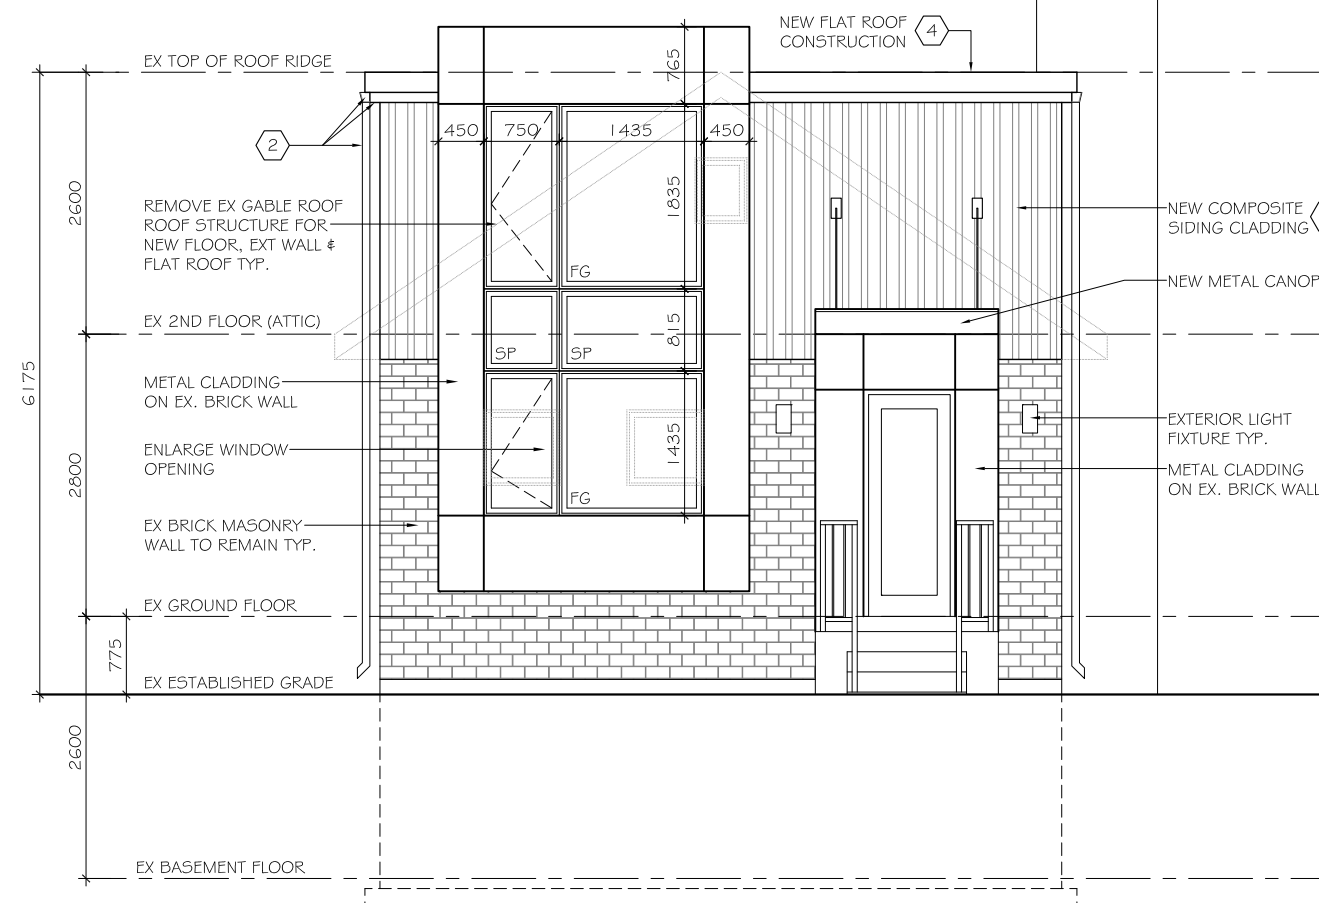 NEW FLAT ROOF
CONSTRUCTION
4
EX TOP OF ROOF RIDGE
765
2
450
750
1435
450
2600
1835
REMOVE EX GABLE ROOF
ROOF STRUCTURE FOR
NEW FLOOR, EXT WALL &
FLAT ROOF TYP.
NEW COMPOSITE
SIDING CLADDING
FG
NEW METAL CANOP
EX 2ND FLOOR (ATTIC)
815
SP
SP
6175
METAL CLADDING
ON EX. BRICK WALL
EXTERIOR LIGHT
FIXTURE TYP.
ENLARGE WINDOW
OPENING
1435
2800
METAL CLADDING
ON EX. BRICK WALL
FG
EX BRICK MASONRY
WALL TO REMAIN TYP.
EX GROUND FLOOR
775
EX ESTABLISHED GRADE
2600
EX BASEMENT FLOOR